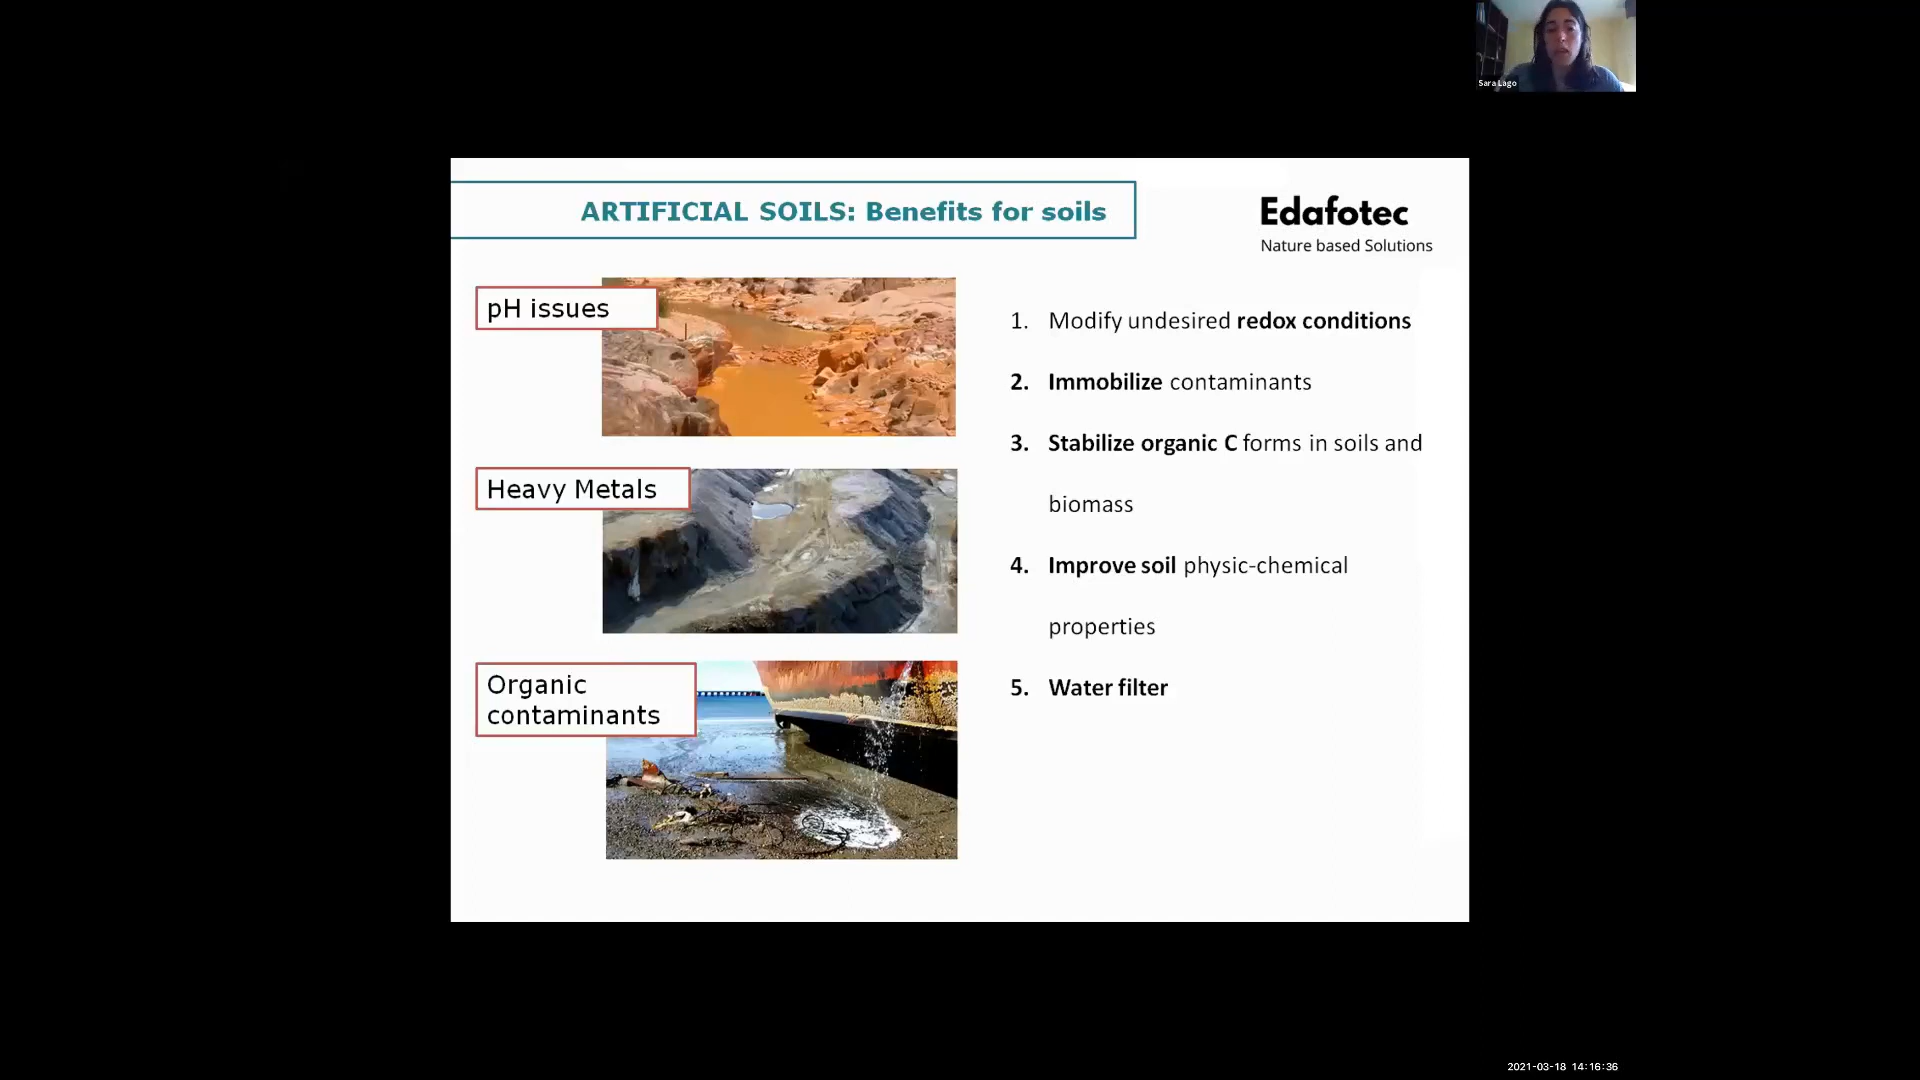 Sara Lago
ARTIFICIAL SOILS: Benefits for soils
Edafotec
Nature based Solutions
pH issues
Heavy Metals
Organic
contaminants
1. Modify undesired redox conditions
2. Immobilize contaminants
3. Stabilize organic C forms in soils and
biomass
4. Improve soil physic-chemical
properties
5. Water filter
2021-03-18 14:16:36